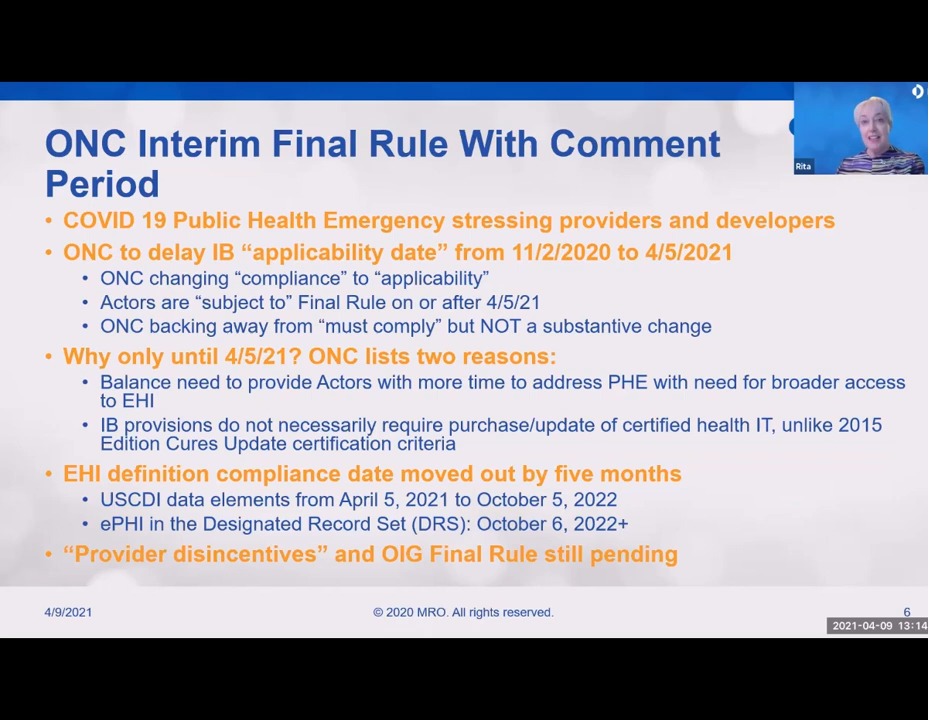 ONC Interim Final Rule With Comment
Period
Rita
• COVID 19 Public Health Emergency stressing providers and developers
• ONC to delay IB “applicability date” from 11/2/2020 to 4/5/2021
• ONC changing “compliance” to “applicability”
• Actors are “subject to” Final Rule on or after 4/5/21
• ONC backing away from “must comply” but NOT a substantive change
• Why only until 4/5/21? ONC lists two reasons:
• Balance need to provide Actors with more time to address PHE with need for broader access
to EHI
• IB provisions do not necessarily require purchase/update of certified health IT, unlike 2015
Edition Cures Update certification criteria
• EHI definition compliance date moved out by five months
• USCDI data elements from April 5, 2021 to October 5, 2022
• ePHI in the Designated Record Set (DRS): October 6, 2022+
• “Provider disincentives” and OIG Final Rule still pending
4/9/2021
© 2020 MRO. All rights reserved.
6
2021-04-09 13:14